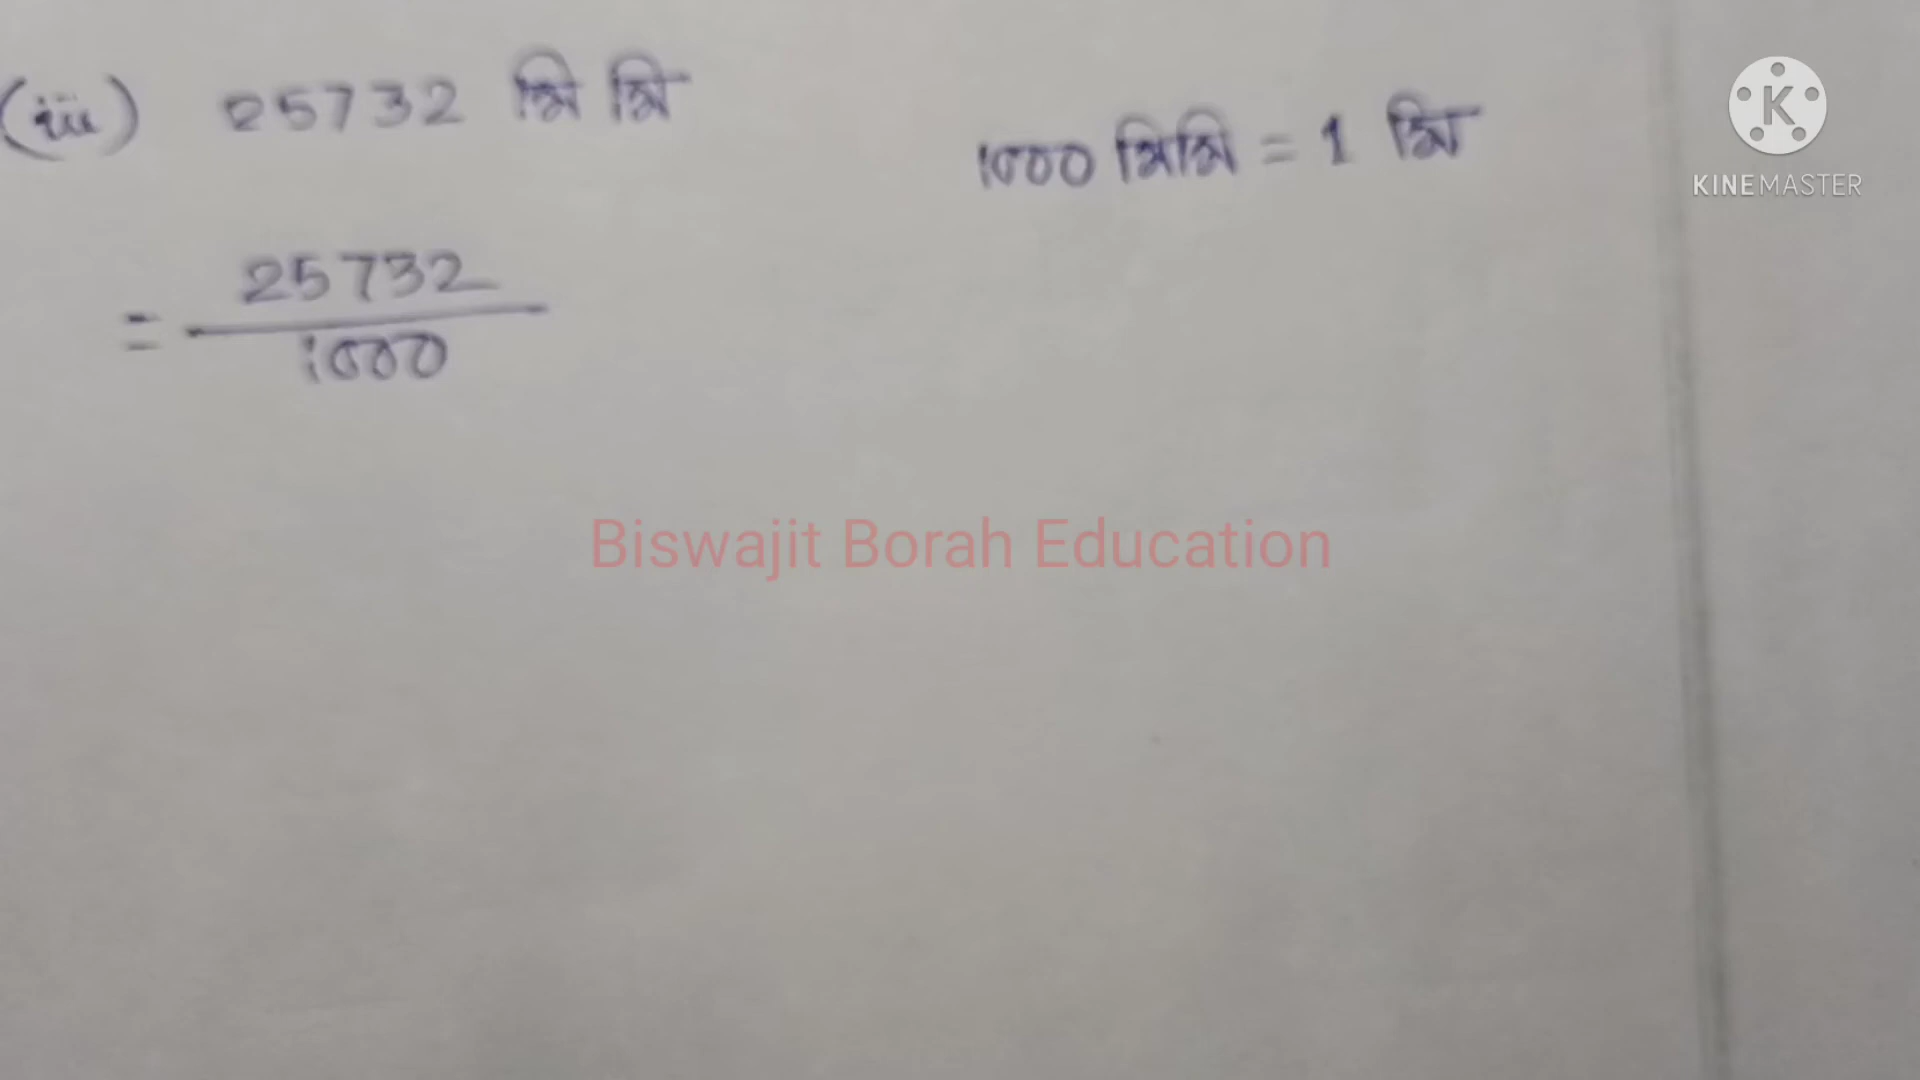 (iii) 25732 মি মি
1000 মিমি = 1 মি
K
KINEMASTER
= 25732
1000
Biswajit Borah Education